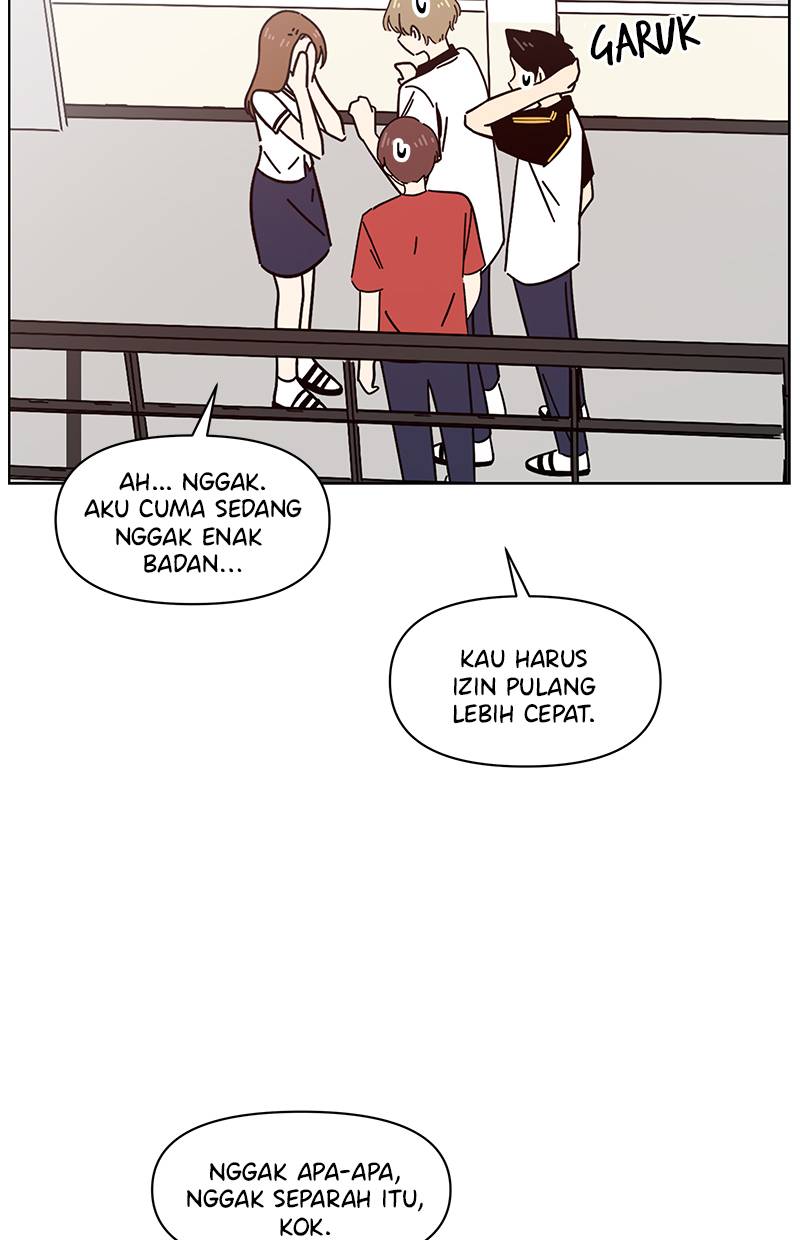 GARUK
AH... NGGAK.
AKU CUMA SEDANG
NGGAK ENAK
BADAN...
KAU HARUS
IZIN PULANG
LEBIH CEPAT.
NGGAK APA-APA,
NGGAK SEPARAH ITU,
KOK.